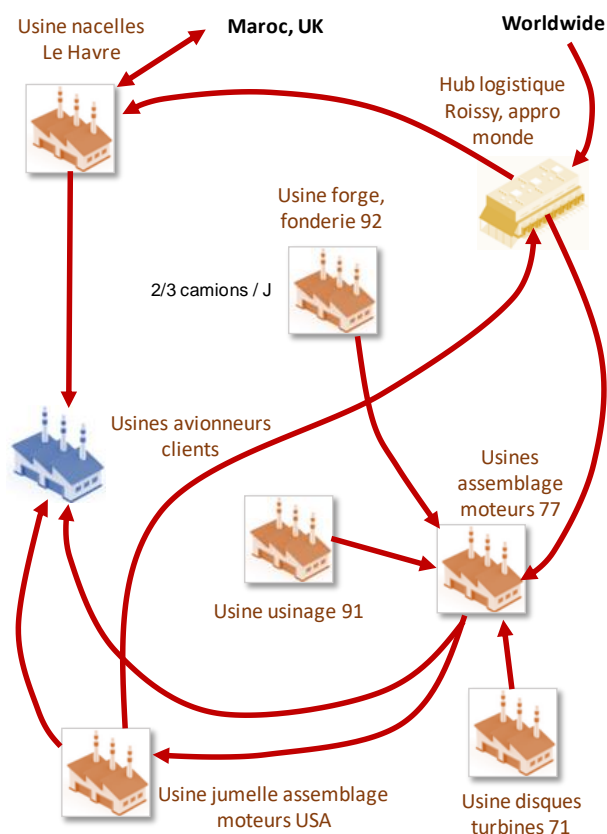 Usine nacelles
Le Havre
Maroc, UK
Worldwide
Hub logistique
Roissy, appro
monde
Usine forge,
fonderie 92
2/3 camions / J
Usines avionneurs
clients
Usines
assemblage
moteurs 77
Usine usinage 91
Usine jumelle assemblage
moteurs USA
Usine disques
turbines 71